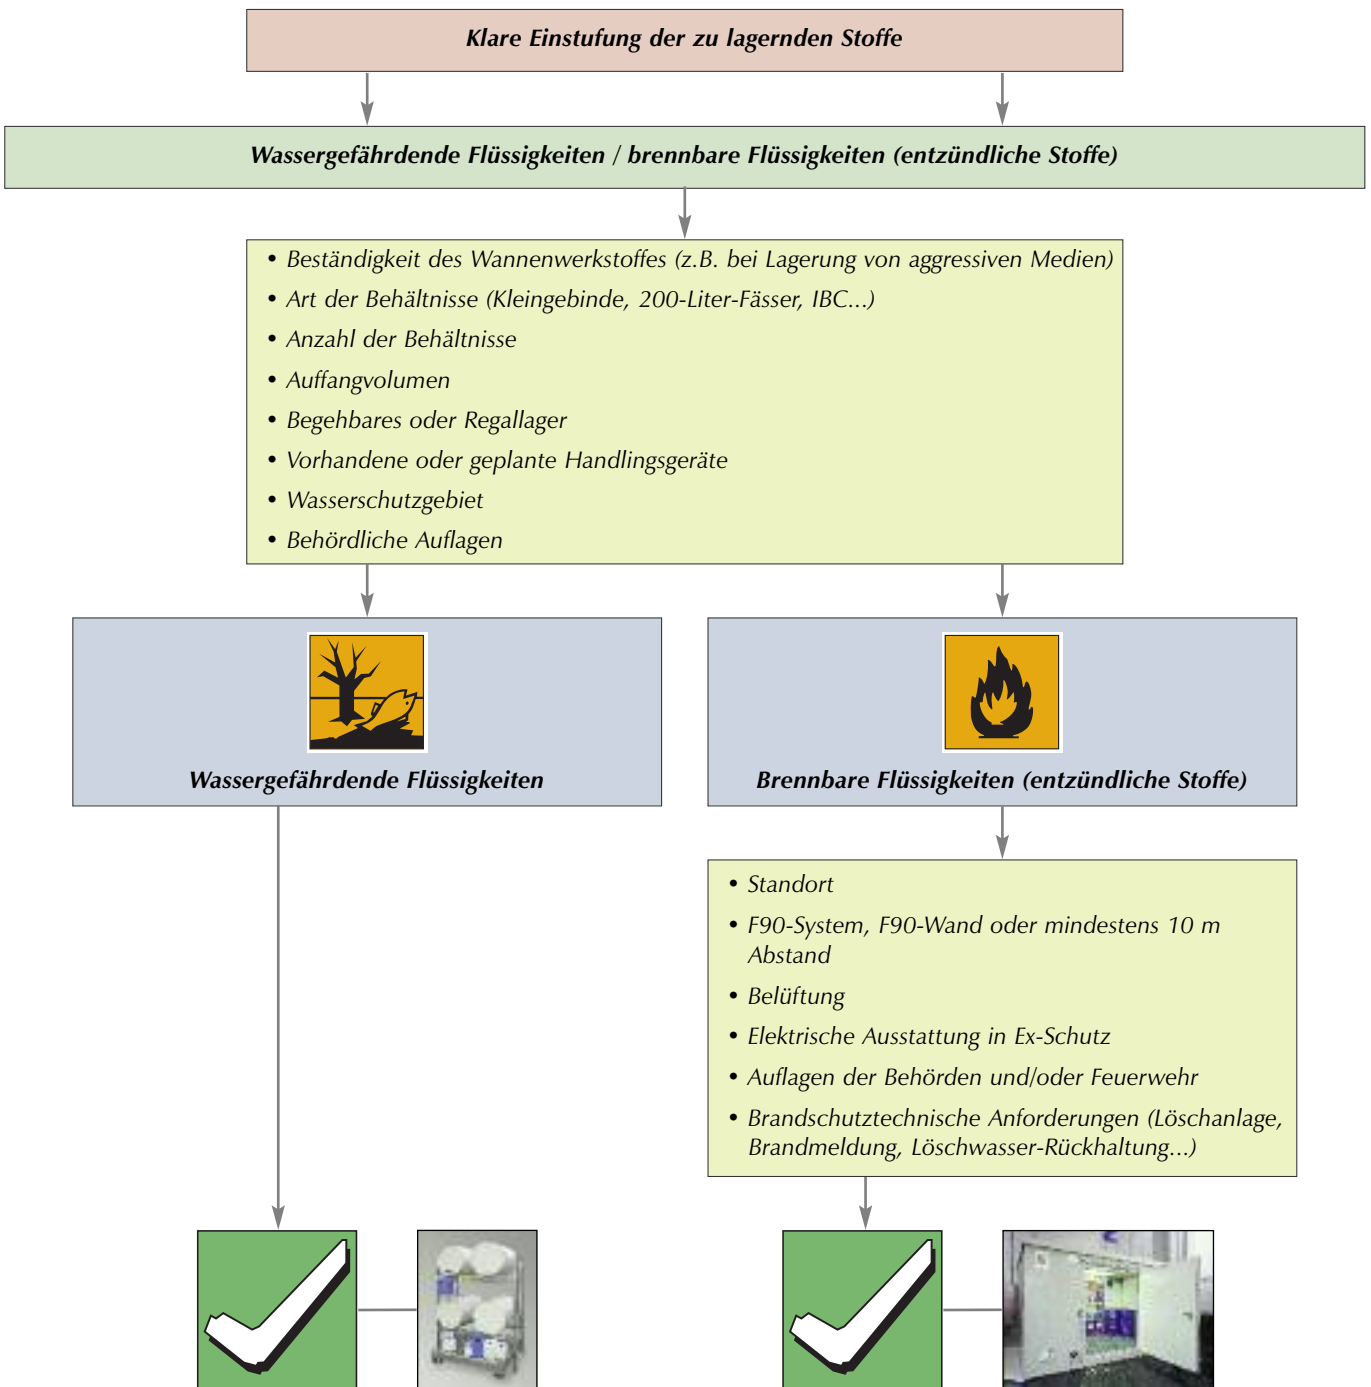 Klare Einstufung der zu lagernden Stoffe
Wassergefährdende Flüssigkeiten / brennbare Flüssigkeiten (entzündliche Stoffe)
• Beständigkeit des Wannenwerkstoffes (z.B. bei Lagerung von aggressiven Medien)
• Art der Behältnisse (Kleingebinde, 200-Liter-Fässer, IBC...)
• Anzahl der Behältnisse
• Auffangvolumen
• Begehbares oder Regallager
• Vorhandene oder geplante Handlingsgeräte
• Wasserschutzgebiet
• Behördliche Auflagen
Wassergefährdende Flüssigkeiten
Brennbare Flüssigkeiten (entzündliche Stoffe)
• Standort
• F90-System, F90-Wand oder mindestens 10 m
Abstand
• Belüftung
• Elektrische Ausstattung in Ex-Schutz
• Auflagen der Behörden und/oder Feuerwehr
• Brandschutztechnische Anforderungen (Löschanlage,
Brandmeldung, Löschwasser-Rückhaltung...)